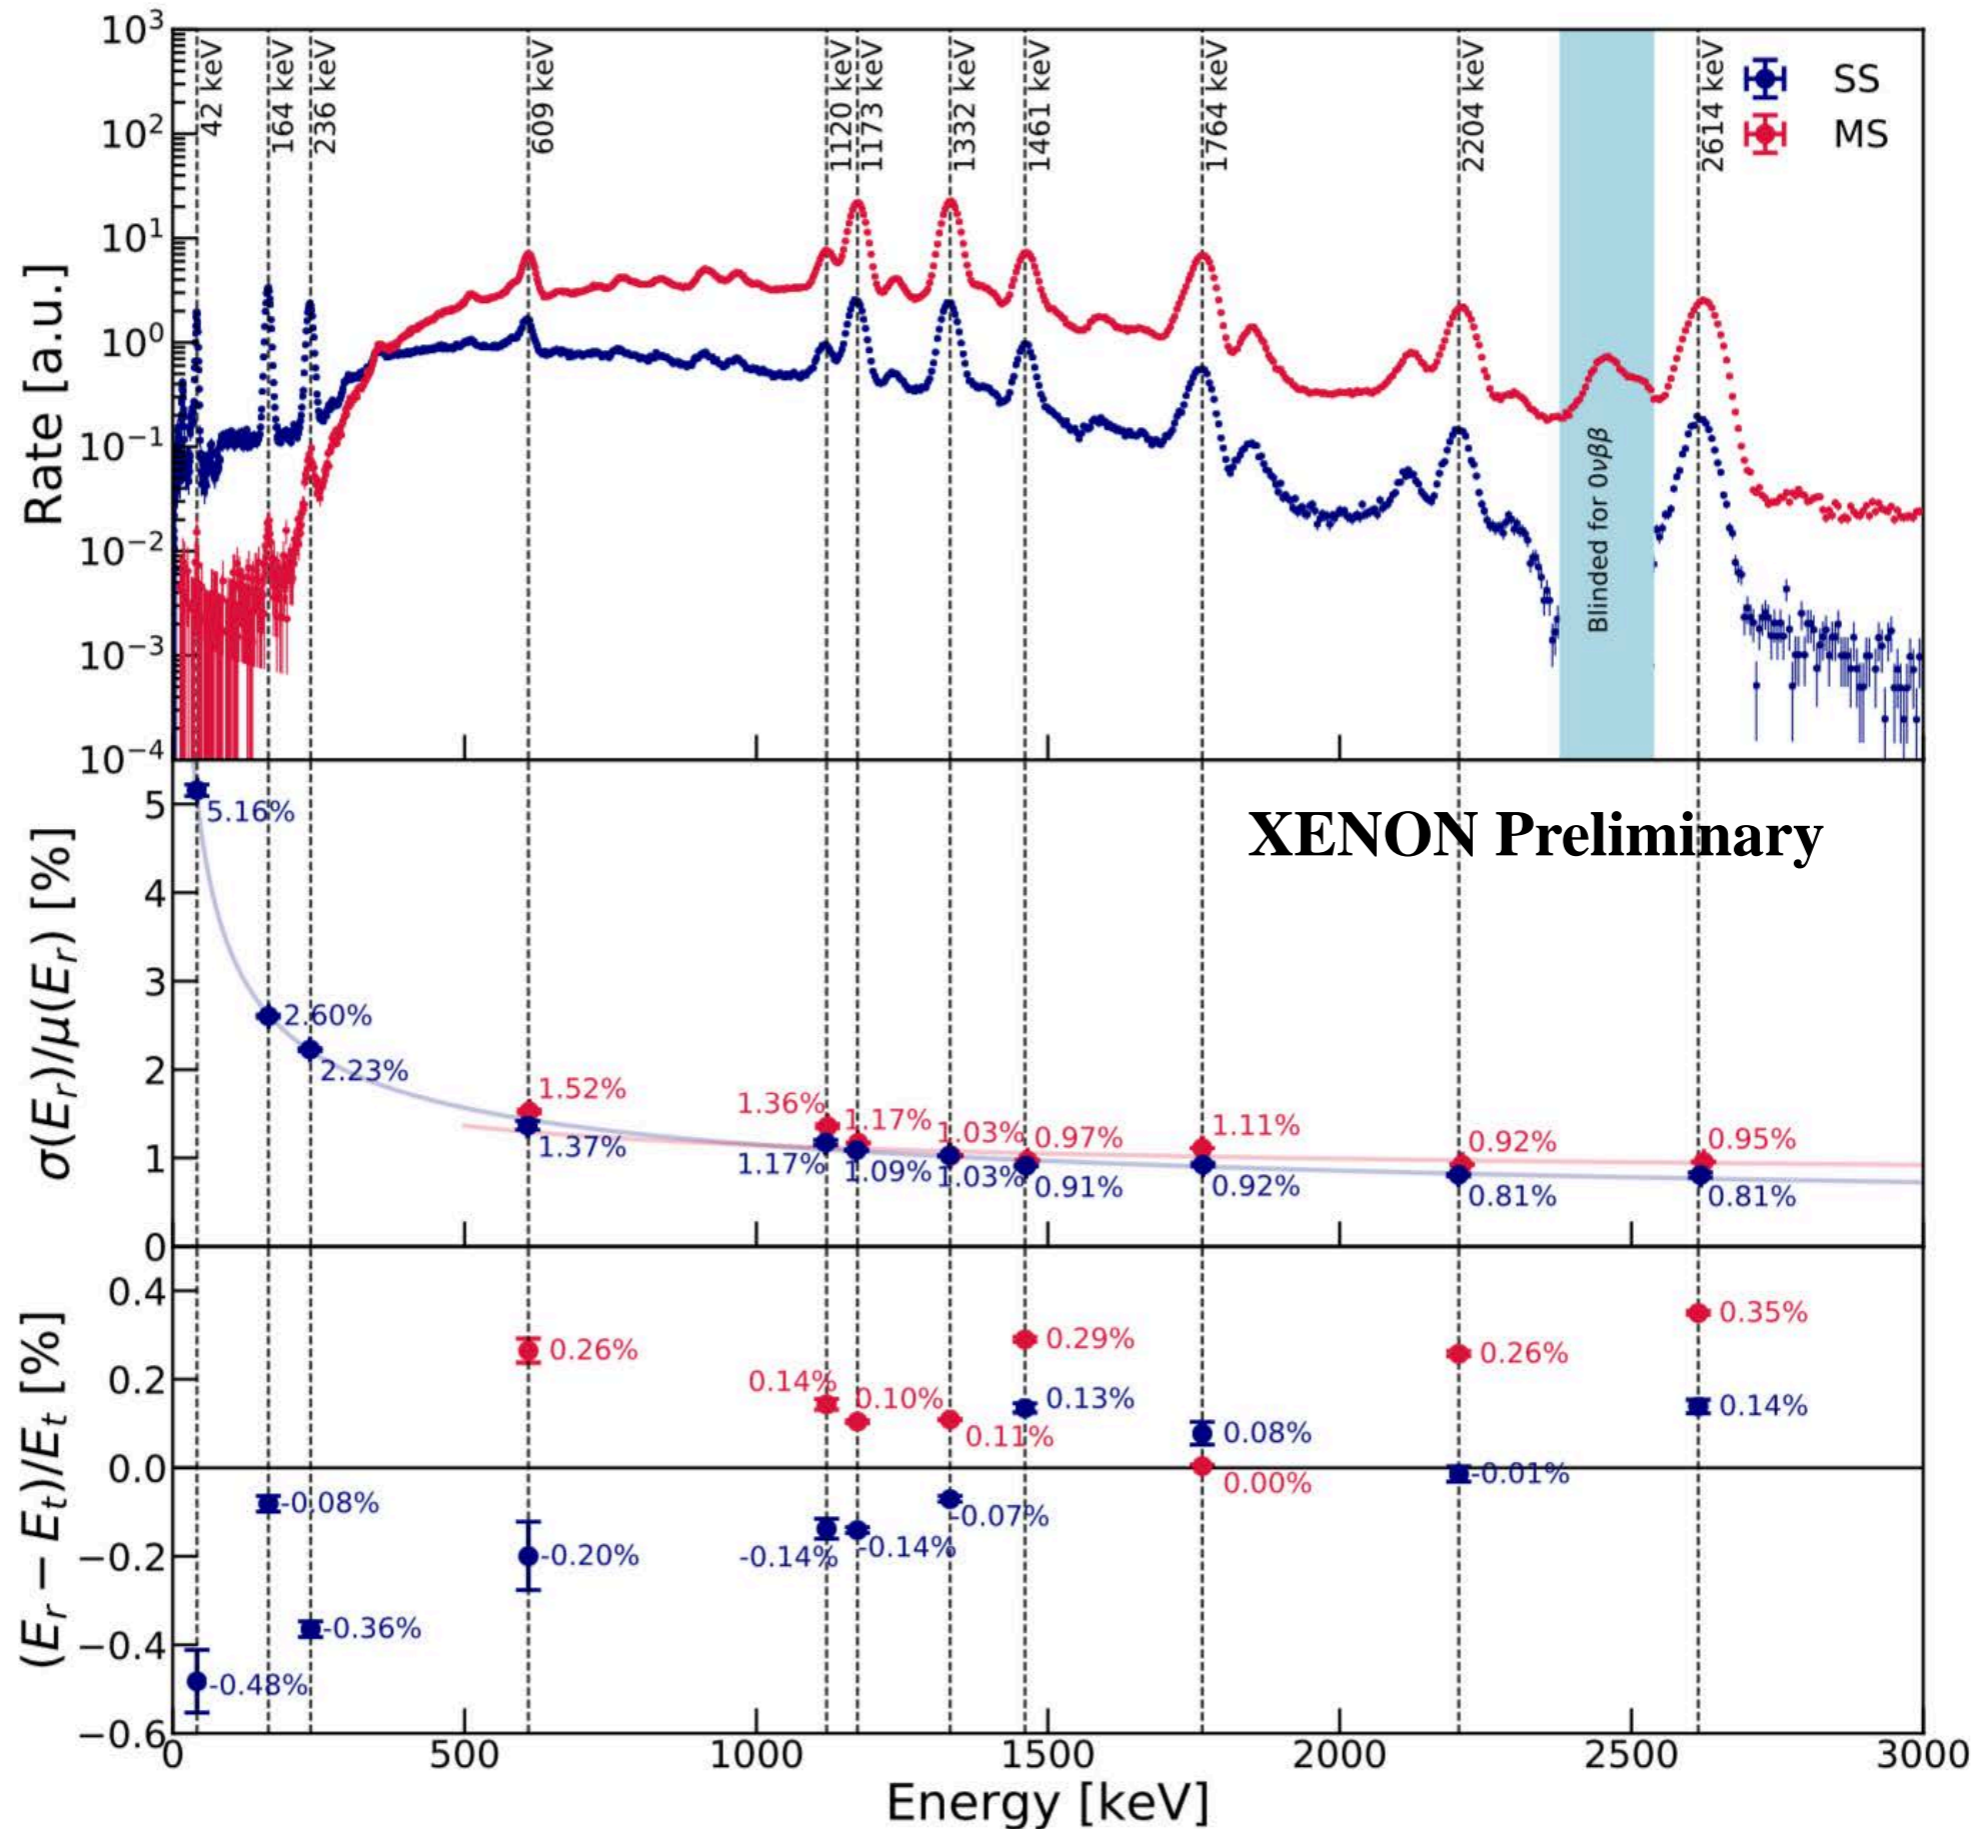 10³
10²
10¹
10⁰
10⁻¹
10⁻²
10⁻³
10⁻⁴
Rate [a.u.]
42 keV
164 keV
236 keV
609 keV
1120 keV
1173 keV
1332 keV
1461 keV
1764 keV
2204 keV
2614 keV
SS
MS
Blinded for 0νββ
5
4
3
2
1
0
σ(Eᵣ)/μ(Eᵣ) [%]
XENON Preliminary
5.16%
2.60%
2.23%
1.52%
1.37%
1.36%
1.17%
1.17%
1.09%
1.03%
1.03%
0.97%
0.91%
1.11%
0.92%
0.92%
0.81%
0.95%
0.81%
0.4
0.2
0.0
−0.2
−0.4
−0.6
(Eᵣ − Eₜ)/Eₜ [%]
-0.48%
-0.08%
-0.36%
0.26%
-0.20%
0.14%
-0.14%
0.10%
-0.14%
0.11%
-0.07%
0.29%
0.13%
0.08%
0.00%
0.26%
-0.01%
0.35%
0.14%
0 500 1000 1500 2000 2500 3000
Energy [keV]